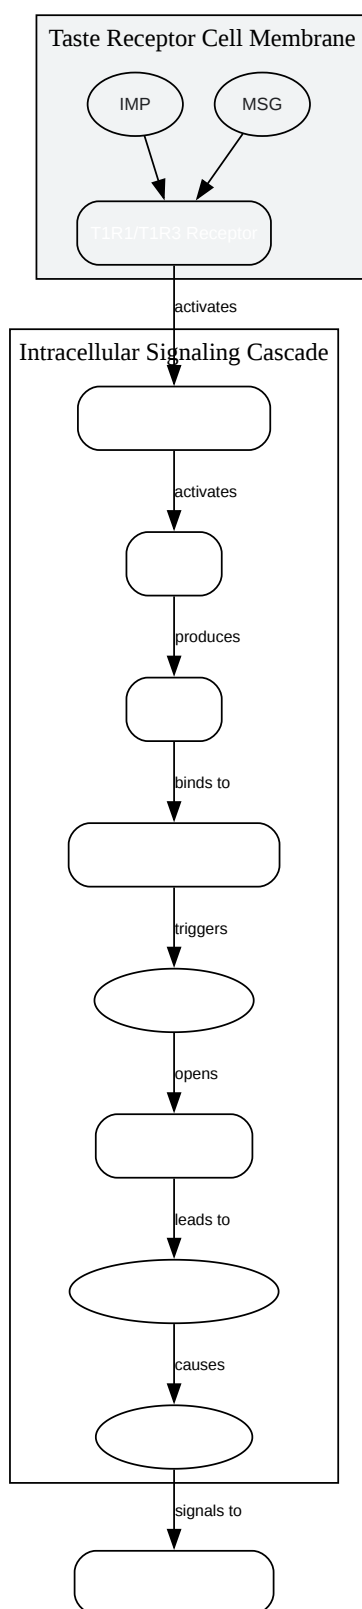 Taste Receptor Cell Membrane
IMP
MSG
T1R1/T1R3 Receptor
activates
Intracellular Signaling Cascade
activates
produces
binds to
triggers
opens
leads to
causes
signals to